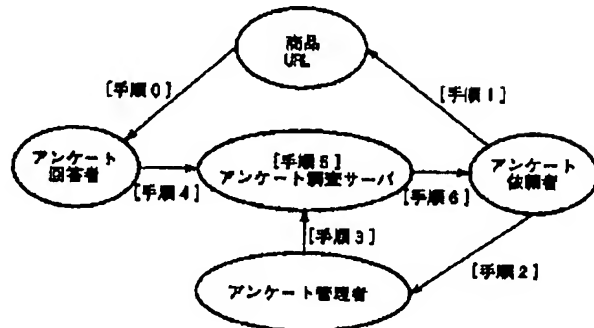 商品
URL
[手順0]
[手順1]
アンケート
回答者
[手順5]
アンケート調査サーバ
アンケート
依頼者
[手順4]
[手順6]
[手順3]
[手順2]
アンケート管理者